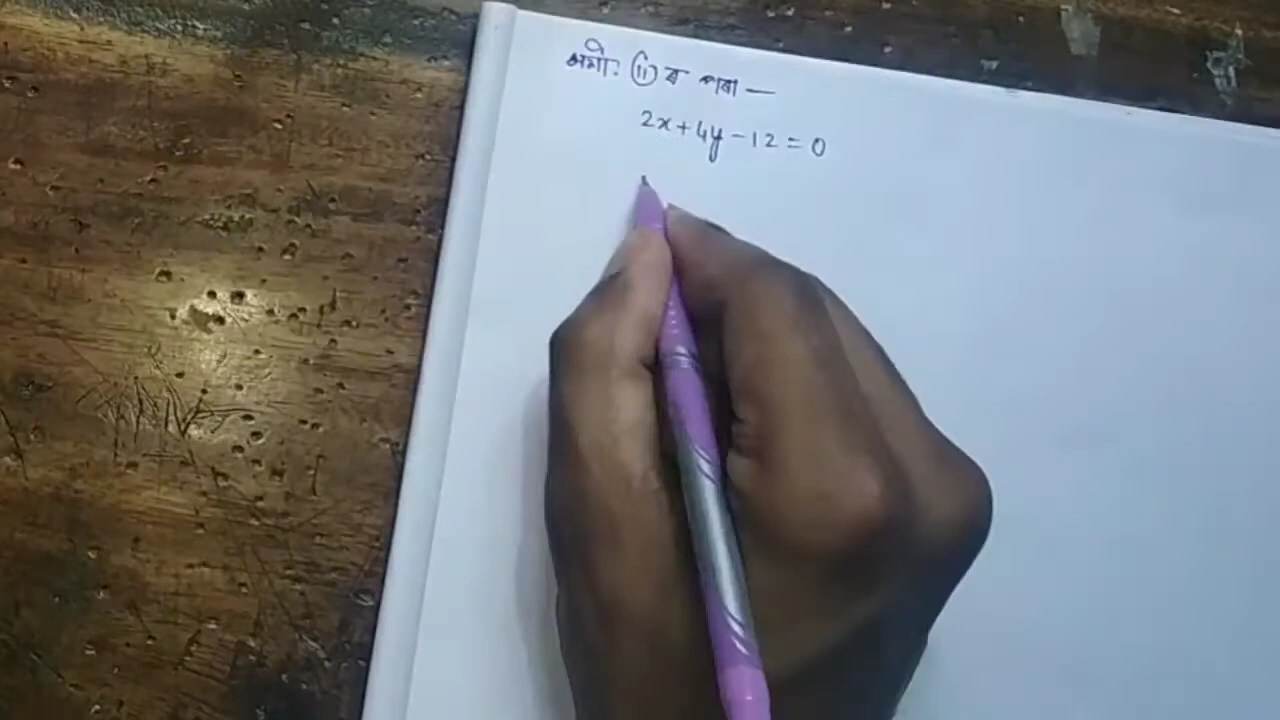 সমী: (ii) ৰ পৰা —
2x+4y-12=0